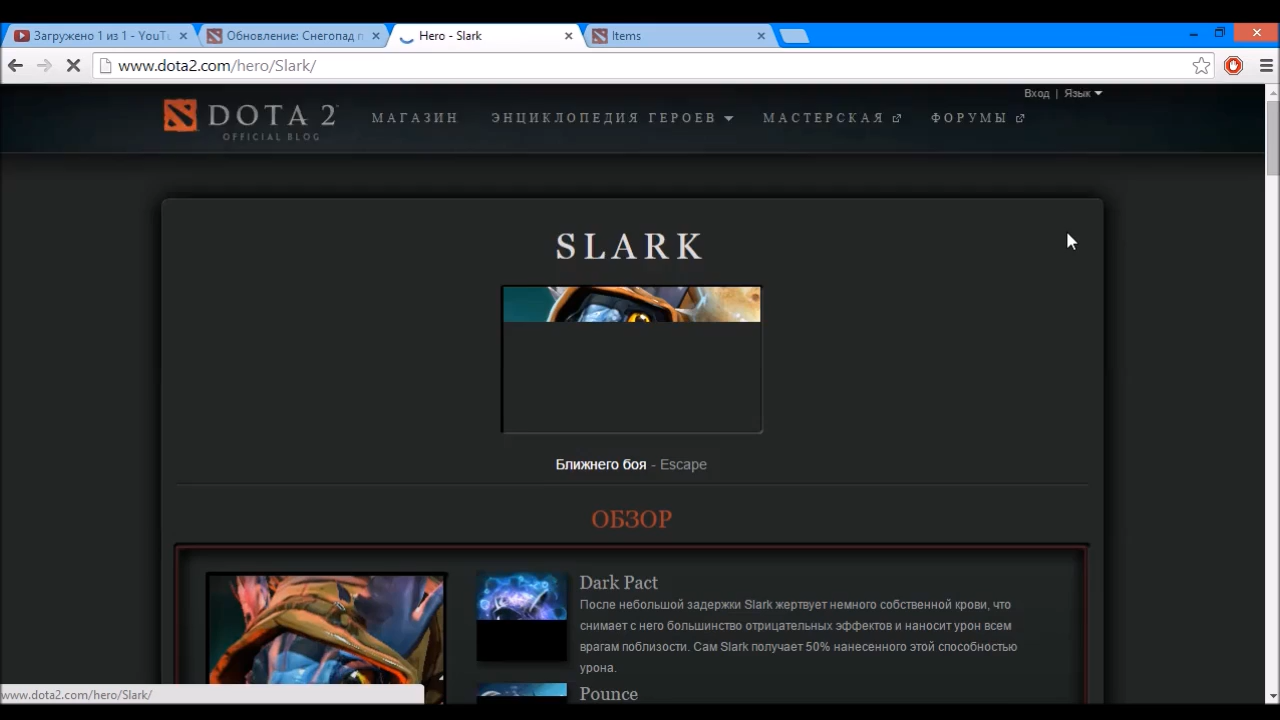 Загружено 1 из 1 - YouTu
Обновление: Снегопад п
Hero - Slark
Items
www.dota2.com/hero/Slark/
Вход | Язык
DOTA 2
OFFICIAL BLOG
МАГАЗИН
ЭНЦИКЛОПЕДИЯ ГЕРОЕВ
МАСТЕРСКАЯ
ФОРУМЫ
SLARK
Ближнего боя - Escape
ОБЗОР
Dark Pact
После небольшой задержки Slark жертвует немного собственной крови, что
снимает с него большинство отрицательных эффектов и наносит урон всем
врагам поблизости. Сам Slark получает 50% нанесенного этой способностью
урона.
Pounce
www.dota2.com/hero/Slark/